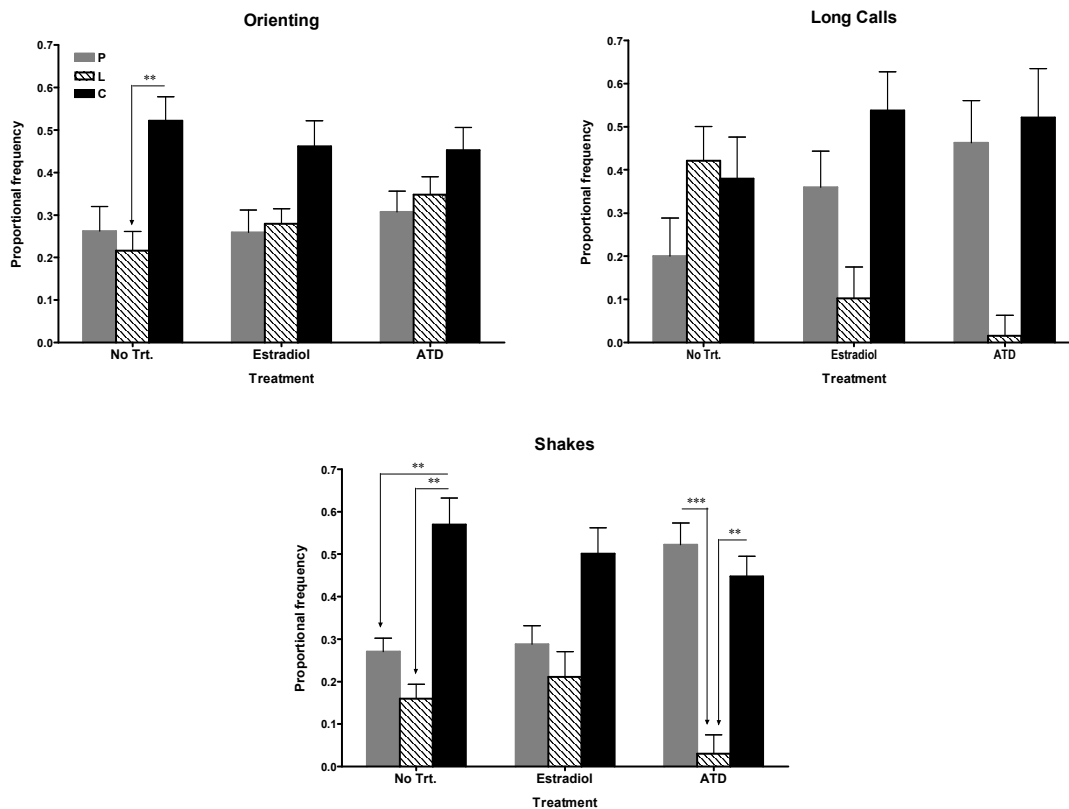 Orienting
0.7
0.6
0.5
0.4
0.3
0.2
0.1
0.0
Proportional frequency
P
L
C
**
No Trt.
Estradiol
ATD
Treatment
Long Calls
0.7
0.6
0.5
0.4
0.3
0.2
0.1
0.0
Proportional frequency
No Trt.
Estradiol
ATD
Treatment
Shakes
0.7
0.6
0.5
0.4
0.3
0.2
0.1
0.0
Proportional frequency
**
**
***
**
No Trt.
Estradiol
ATD
Treatment